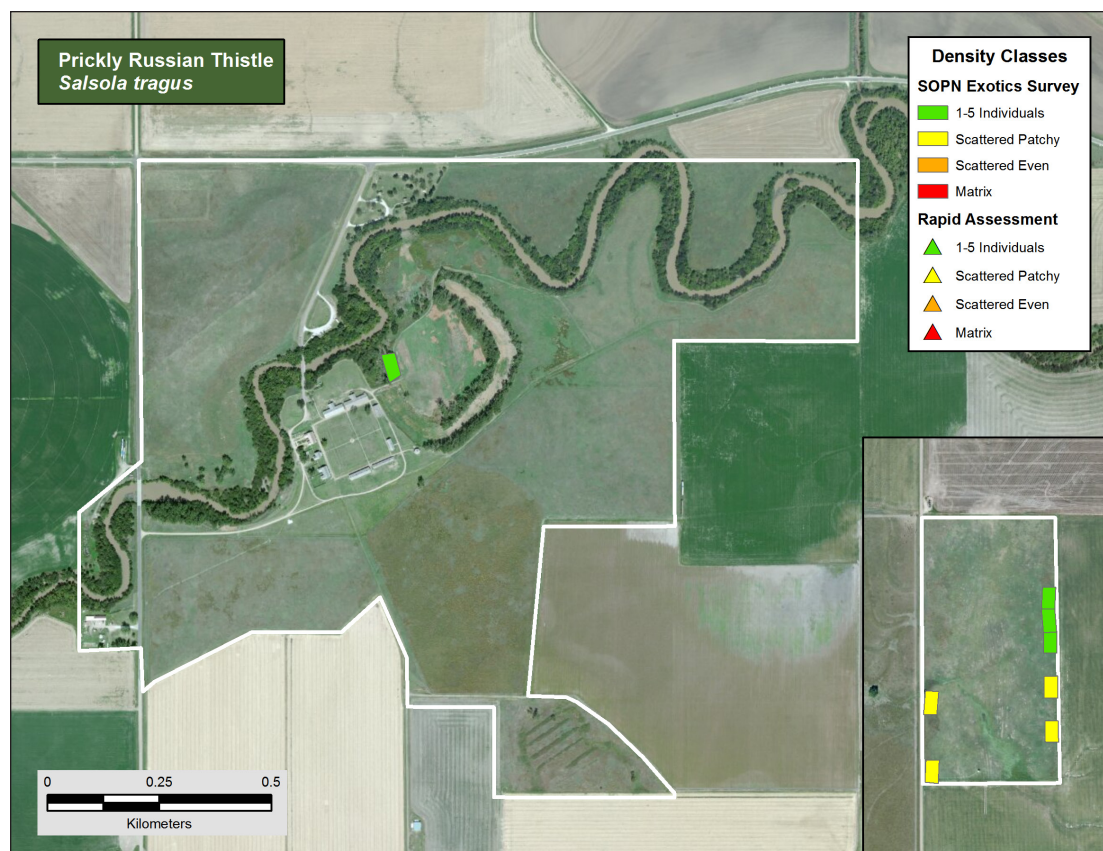 Prickly Russian Thistle
Salsola tragus
Density Classes
SOPN Exotics Survey
1-5 Individuals
Scattered Patchy
Scattered Even
Matrix
Rapid Assessment
1-5 Individuals
Scattered Patchy
Scattered Even
Matrix
0 0.25 0.5
Kilometers